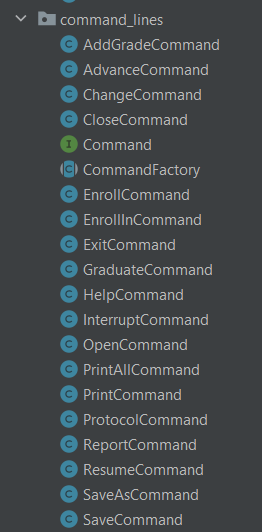 command_lines
AddGradeCommand
AdvanceCommand
ChangeCommand
CloseCommand
Command
CommandFactory
EnrollCommand
EnrollInCommand
ExitCommand
GraduateCommand
HelpCommand
InterruptCommand
OpenCommand
PrintAllCommand
PrintCommand
ProtocolCommand
ReportCommand
ResumeCommand
SaveAsCommand
SaveCommand